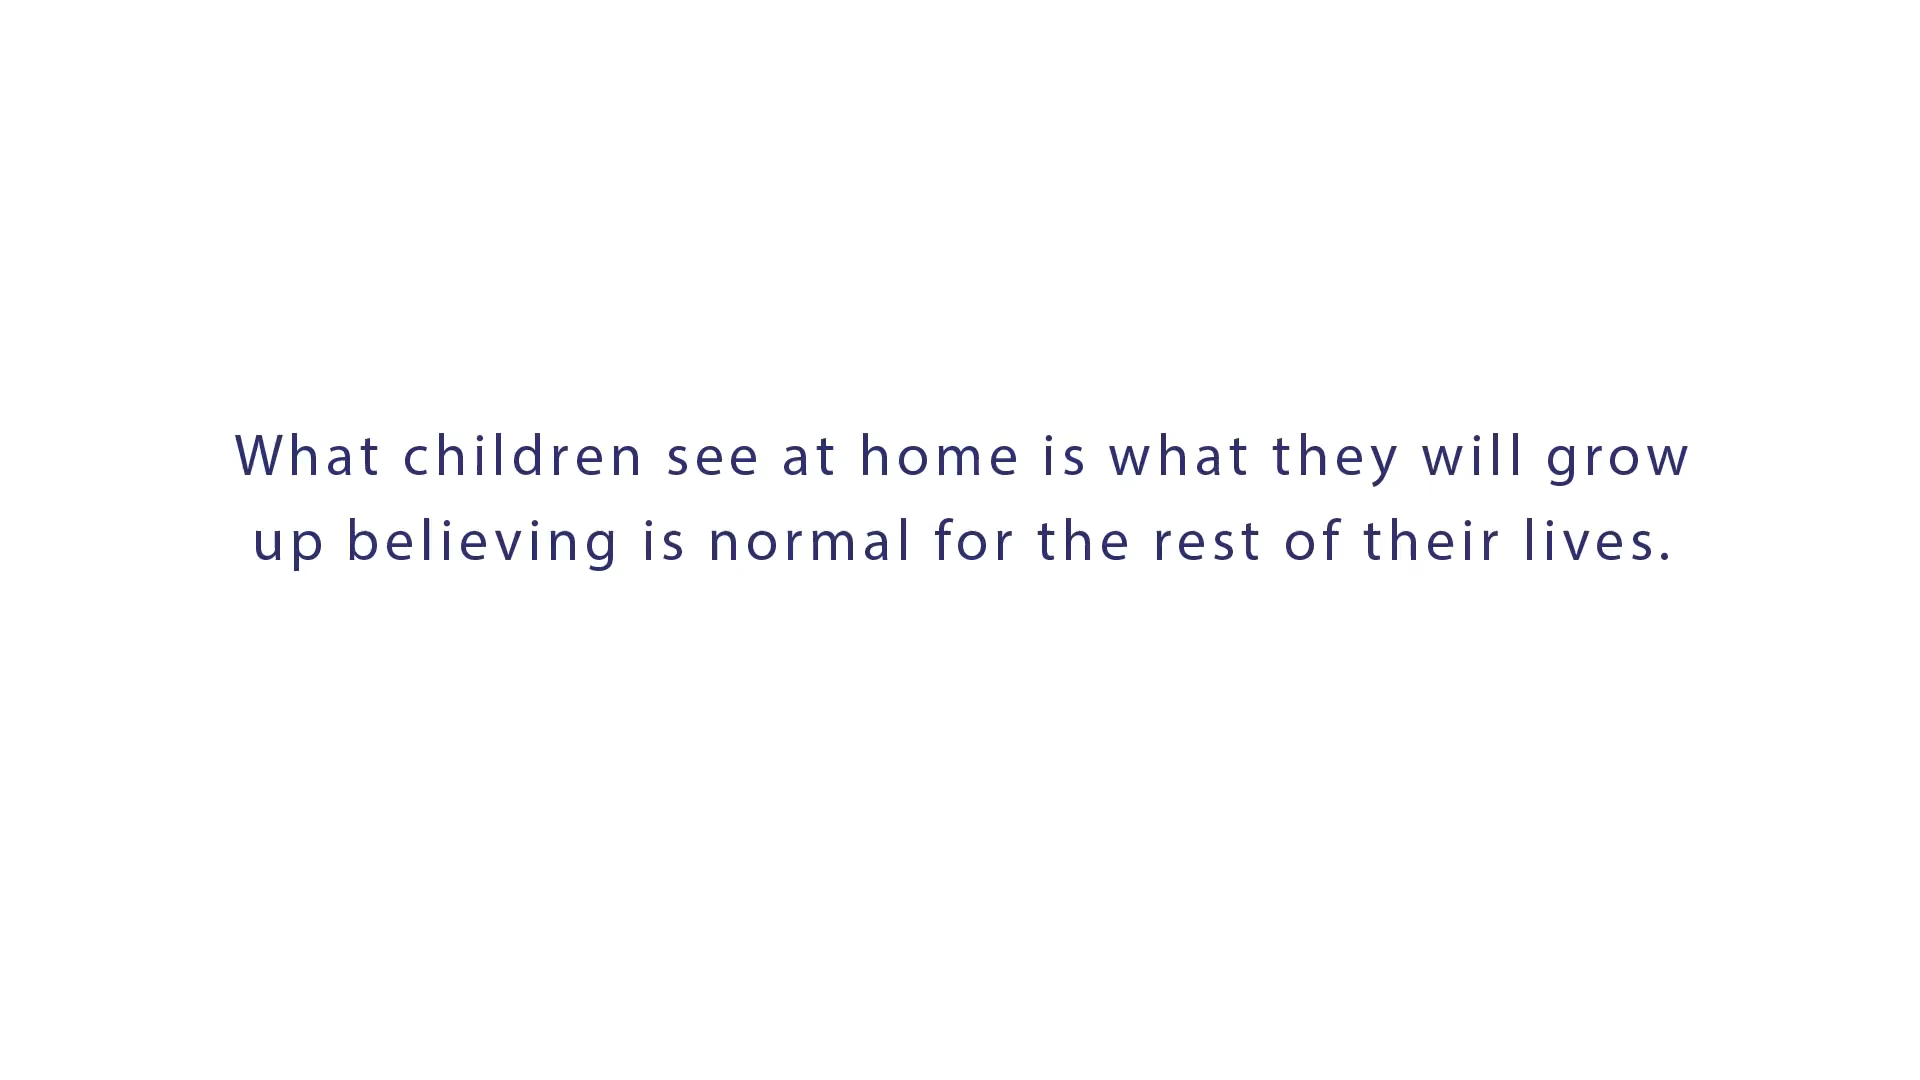 What children see at home is what they will grow
up believing is normal for the rest of their lives.